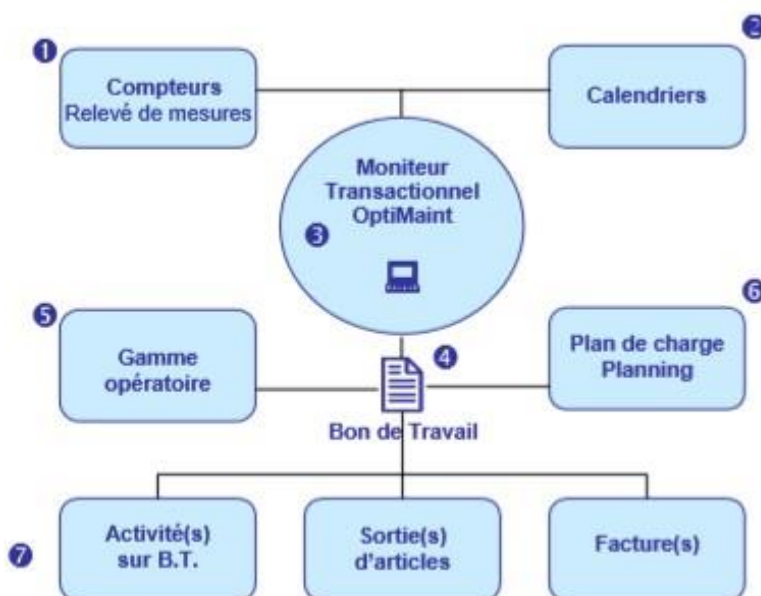 1
Compteurs
Relevé de mesures
2
Calendriers
Moniteur
Transactionnel
OptiMaint
3
4
5
Gamme
opératoire
6
Plan de charge
Planning
Bon de Travail
7
Activité(s)
sur B.T.
Sortie(s)
d'articles
Facture(s)